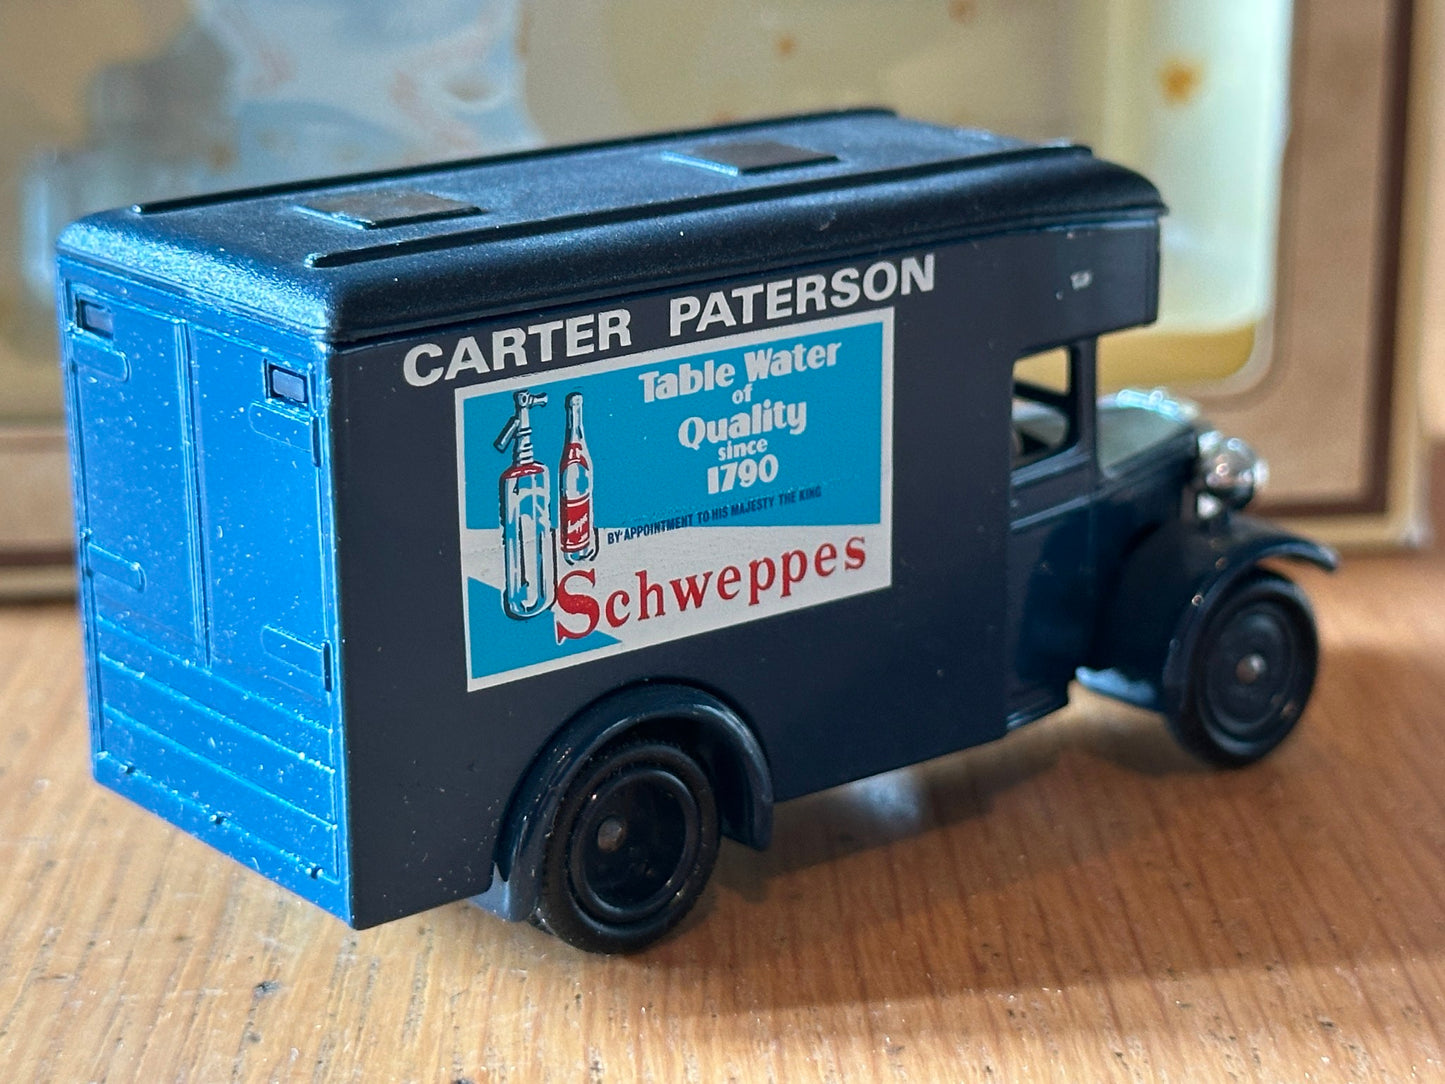 CARTER PATERSON
Table Water
of
Quality
since
1790
BY APPOINTMENT TO HIS MAJESTY THE KING
Schweppes